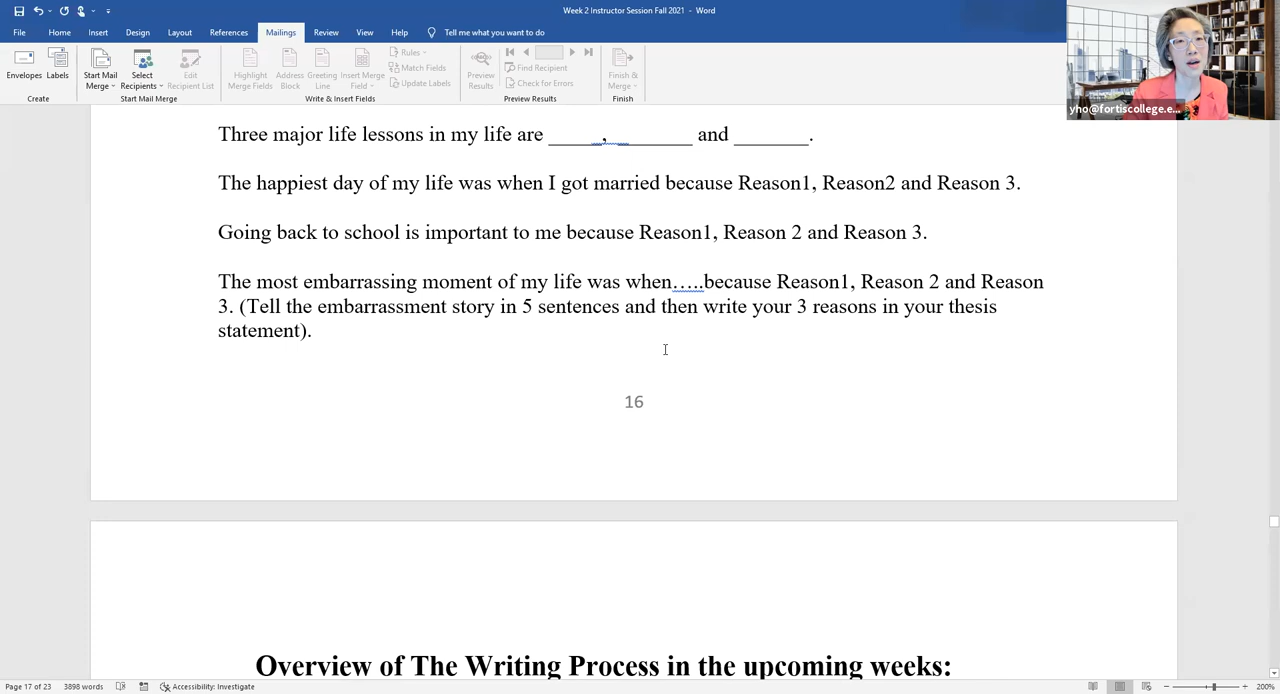 Week 2 Instructor Session Fall 2021 - Word
File Home Insert Design Layout References Mailings Review View Help Tell me what you want to do
Envelopes Labels Start Mail Merge Select Recipients Edit Recipient List Highlight Merge Fields Address Block Greeting Line Insert Merge Field Rules Match Fields Update Labels Preview Results Find Recipient Check for Errors Finish & Merge
Create Start Mail Merge Write & Insert Fields Preview Results Finish
yho@fortiscollege.e...
Three major life lessons in my life are _____, _______ and _______.
The happiest day of my life was when I got married because Reason1, Reason2 and Reason 3.
Going back to school is important to me because Reason1, Reason 2 and Reason 3.
The most embarrassing moment of my life was when…..because Reason1, Reason 2 and Reason
3. (Tell the embarrassment story in 5 sentences and then write your 3 reasons in your thesis
statement).
16
Overview of The Writing Process in the upcoming weeks:
Page 17 of 23 3898 words Accessibility: Investigate 200%